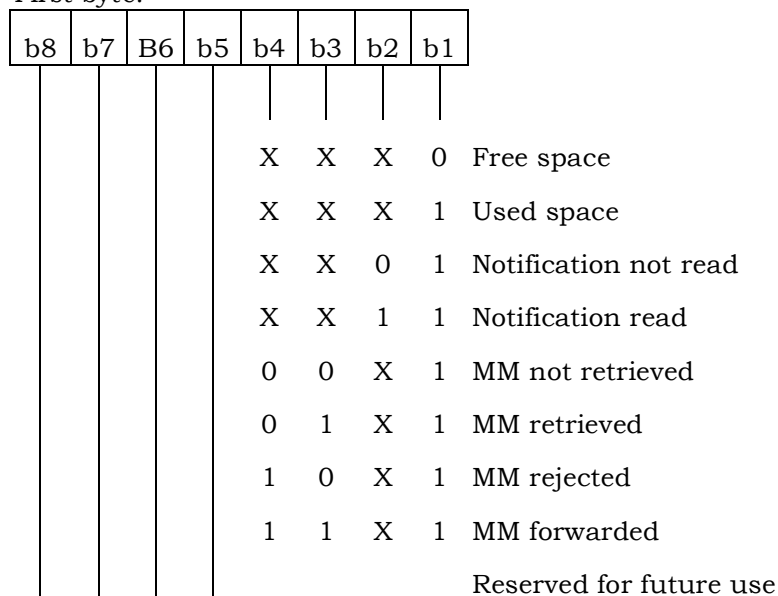 First byte:
b8 b7 B6 b5 b4 b3 b2 b1
X X X 0 Free space
X X X 1 Used space
X X 0 1 Notification not read
X X 1 1 Notification read
0 0 X 1 MM not retrieved
0 1 X 1 MM retrieved
1 0 X 1 MM rejected
1 1 X 1 MM forwarded
Reserved for future use